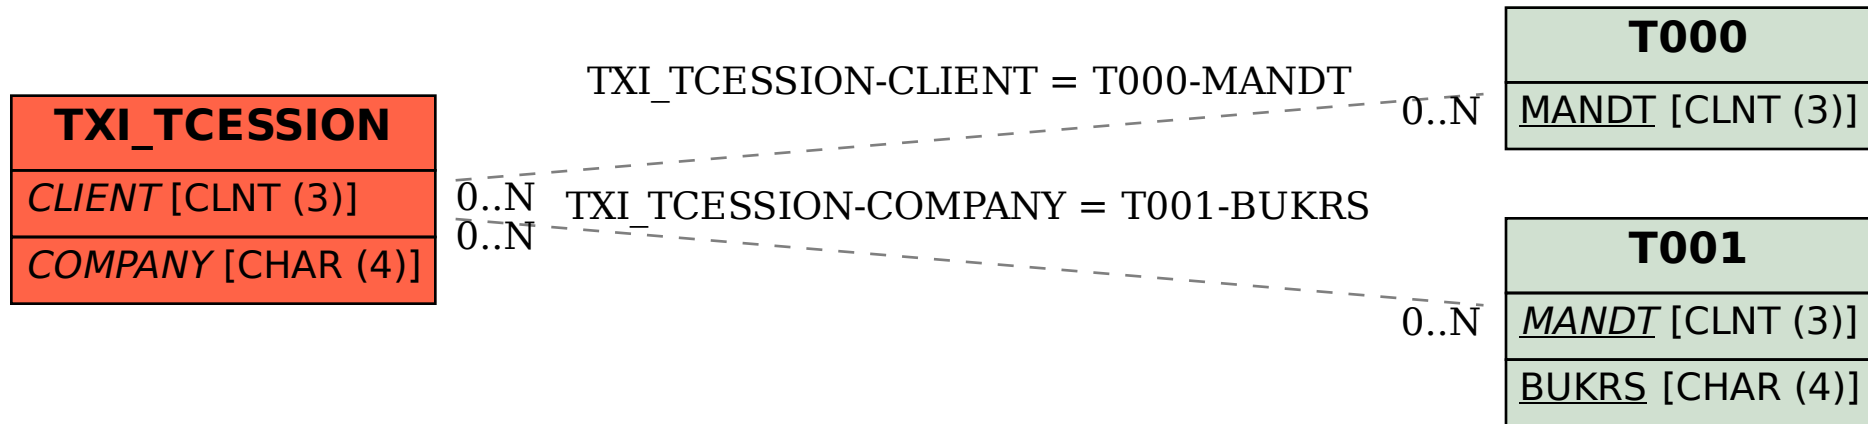 TXI_TCESSION
CLIENT [CLNT (3)]
COMPANY [CHAR (4)]
TXI_TCESSION-CLIENT = T000-MANDT
0..N
0..N
TXI_TCESSION-COMPANY = T001-BUKRS
0..N
0..N
T000
MANDT [CLNT (3)]
T001
MANDT [CLNT (3)]
BUKRS [CHAR (4)]